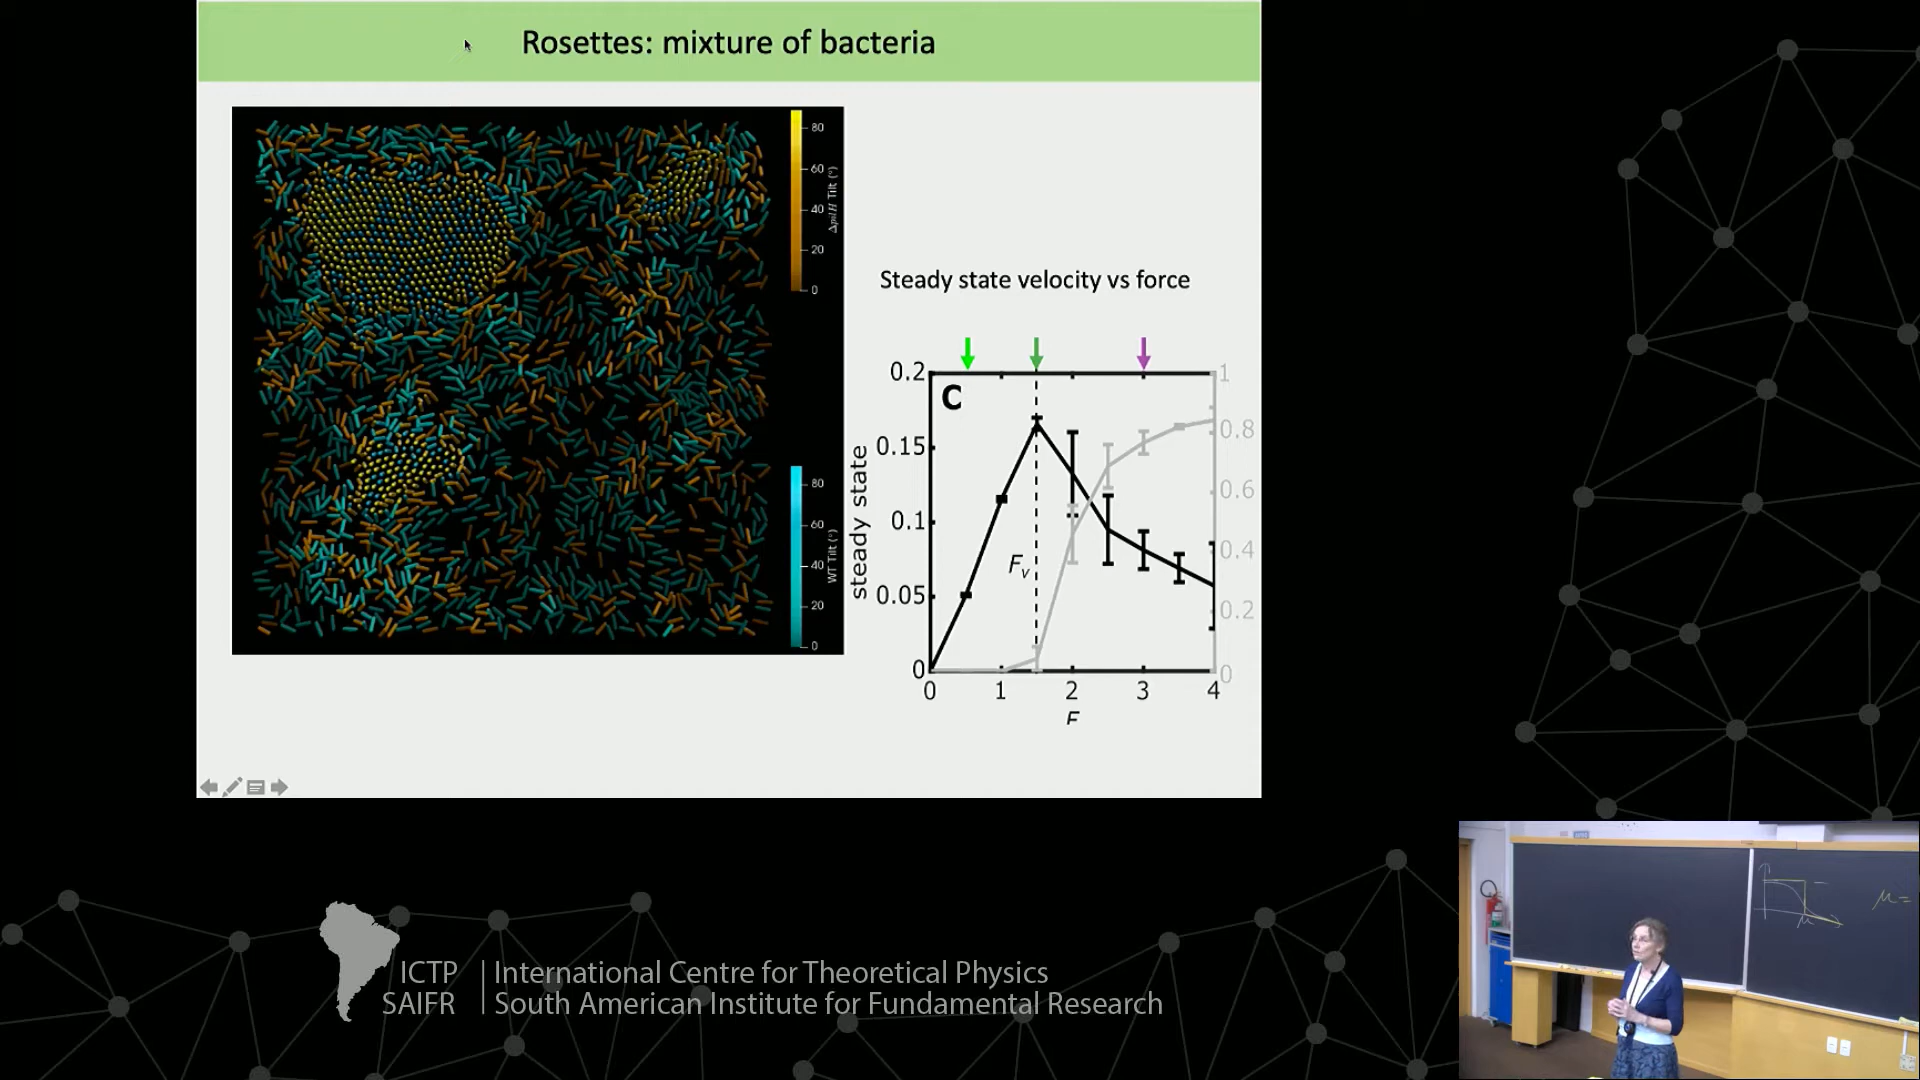 Rosettes: mixture of bacteria
80
60
40
20
0
ΔpilH Tilt (°)
80
60
40
20
0
WT Tilt (°)
Steady state velocity vs force
C
steady state
0.2
0.15
0.1
0.05
0
1
0.8
0.6
0.4
0.2
0
Fv
0 1 2 3 4
F
μ
μ=
ICTP
SAIFR
International Centre for Theoretical Physics
South American Institute for Fundamental Research